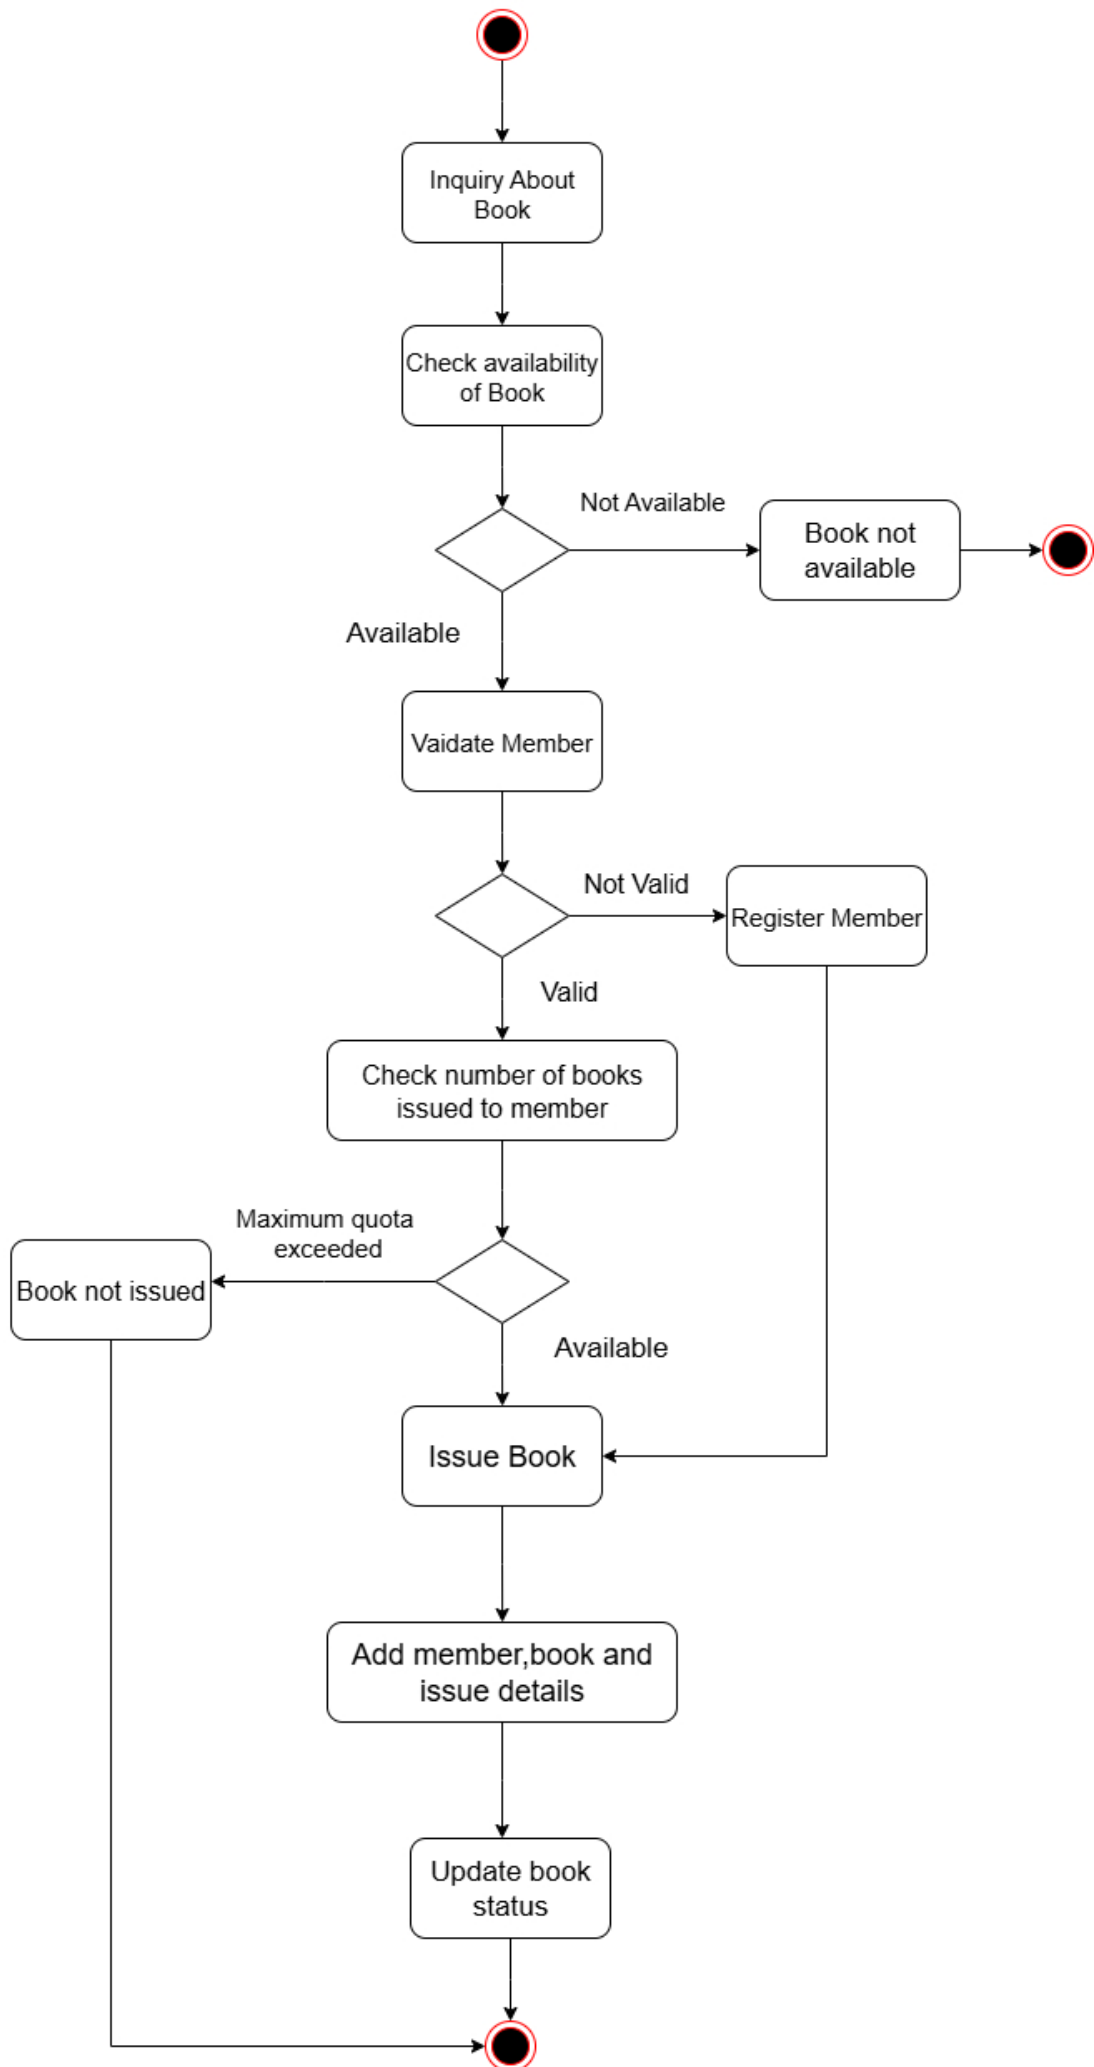 Inquiry About
Book
Check availability
of Book
Not Available
Book not
available
Available
Vaidate Member
Not Valid
Register Member
Valid
Check number of books
issued to member
Maximum quota
exceeded
Book not issued
Available
Issue Book
Add member,book and
issue details
Update book
status